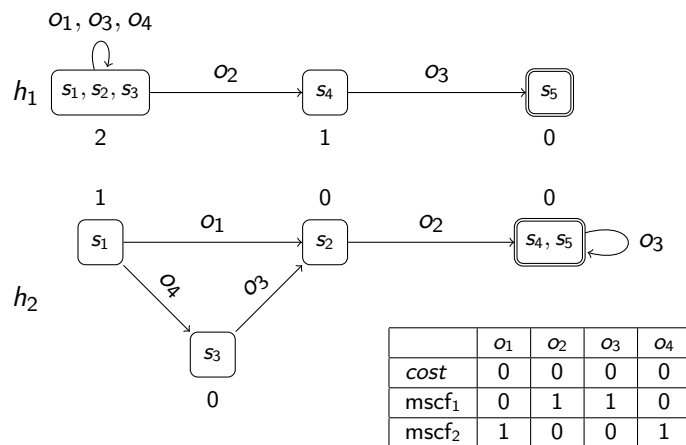 o₁, o₃, o₄
h₁ s₁, s₂, s₃ o₂ s₄ o₃ s₅
2 1 0
1 0 0
s₁ o₁ s₂ o₂ s₄, s₅ o₃
o₄ o₃
h₂
s₃
0
o₁ o₂ o₃ o₄
cost 0 0 0 0
mscf₁ 0 1 1 0
mscf₂ 1 0 0 1